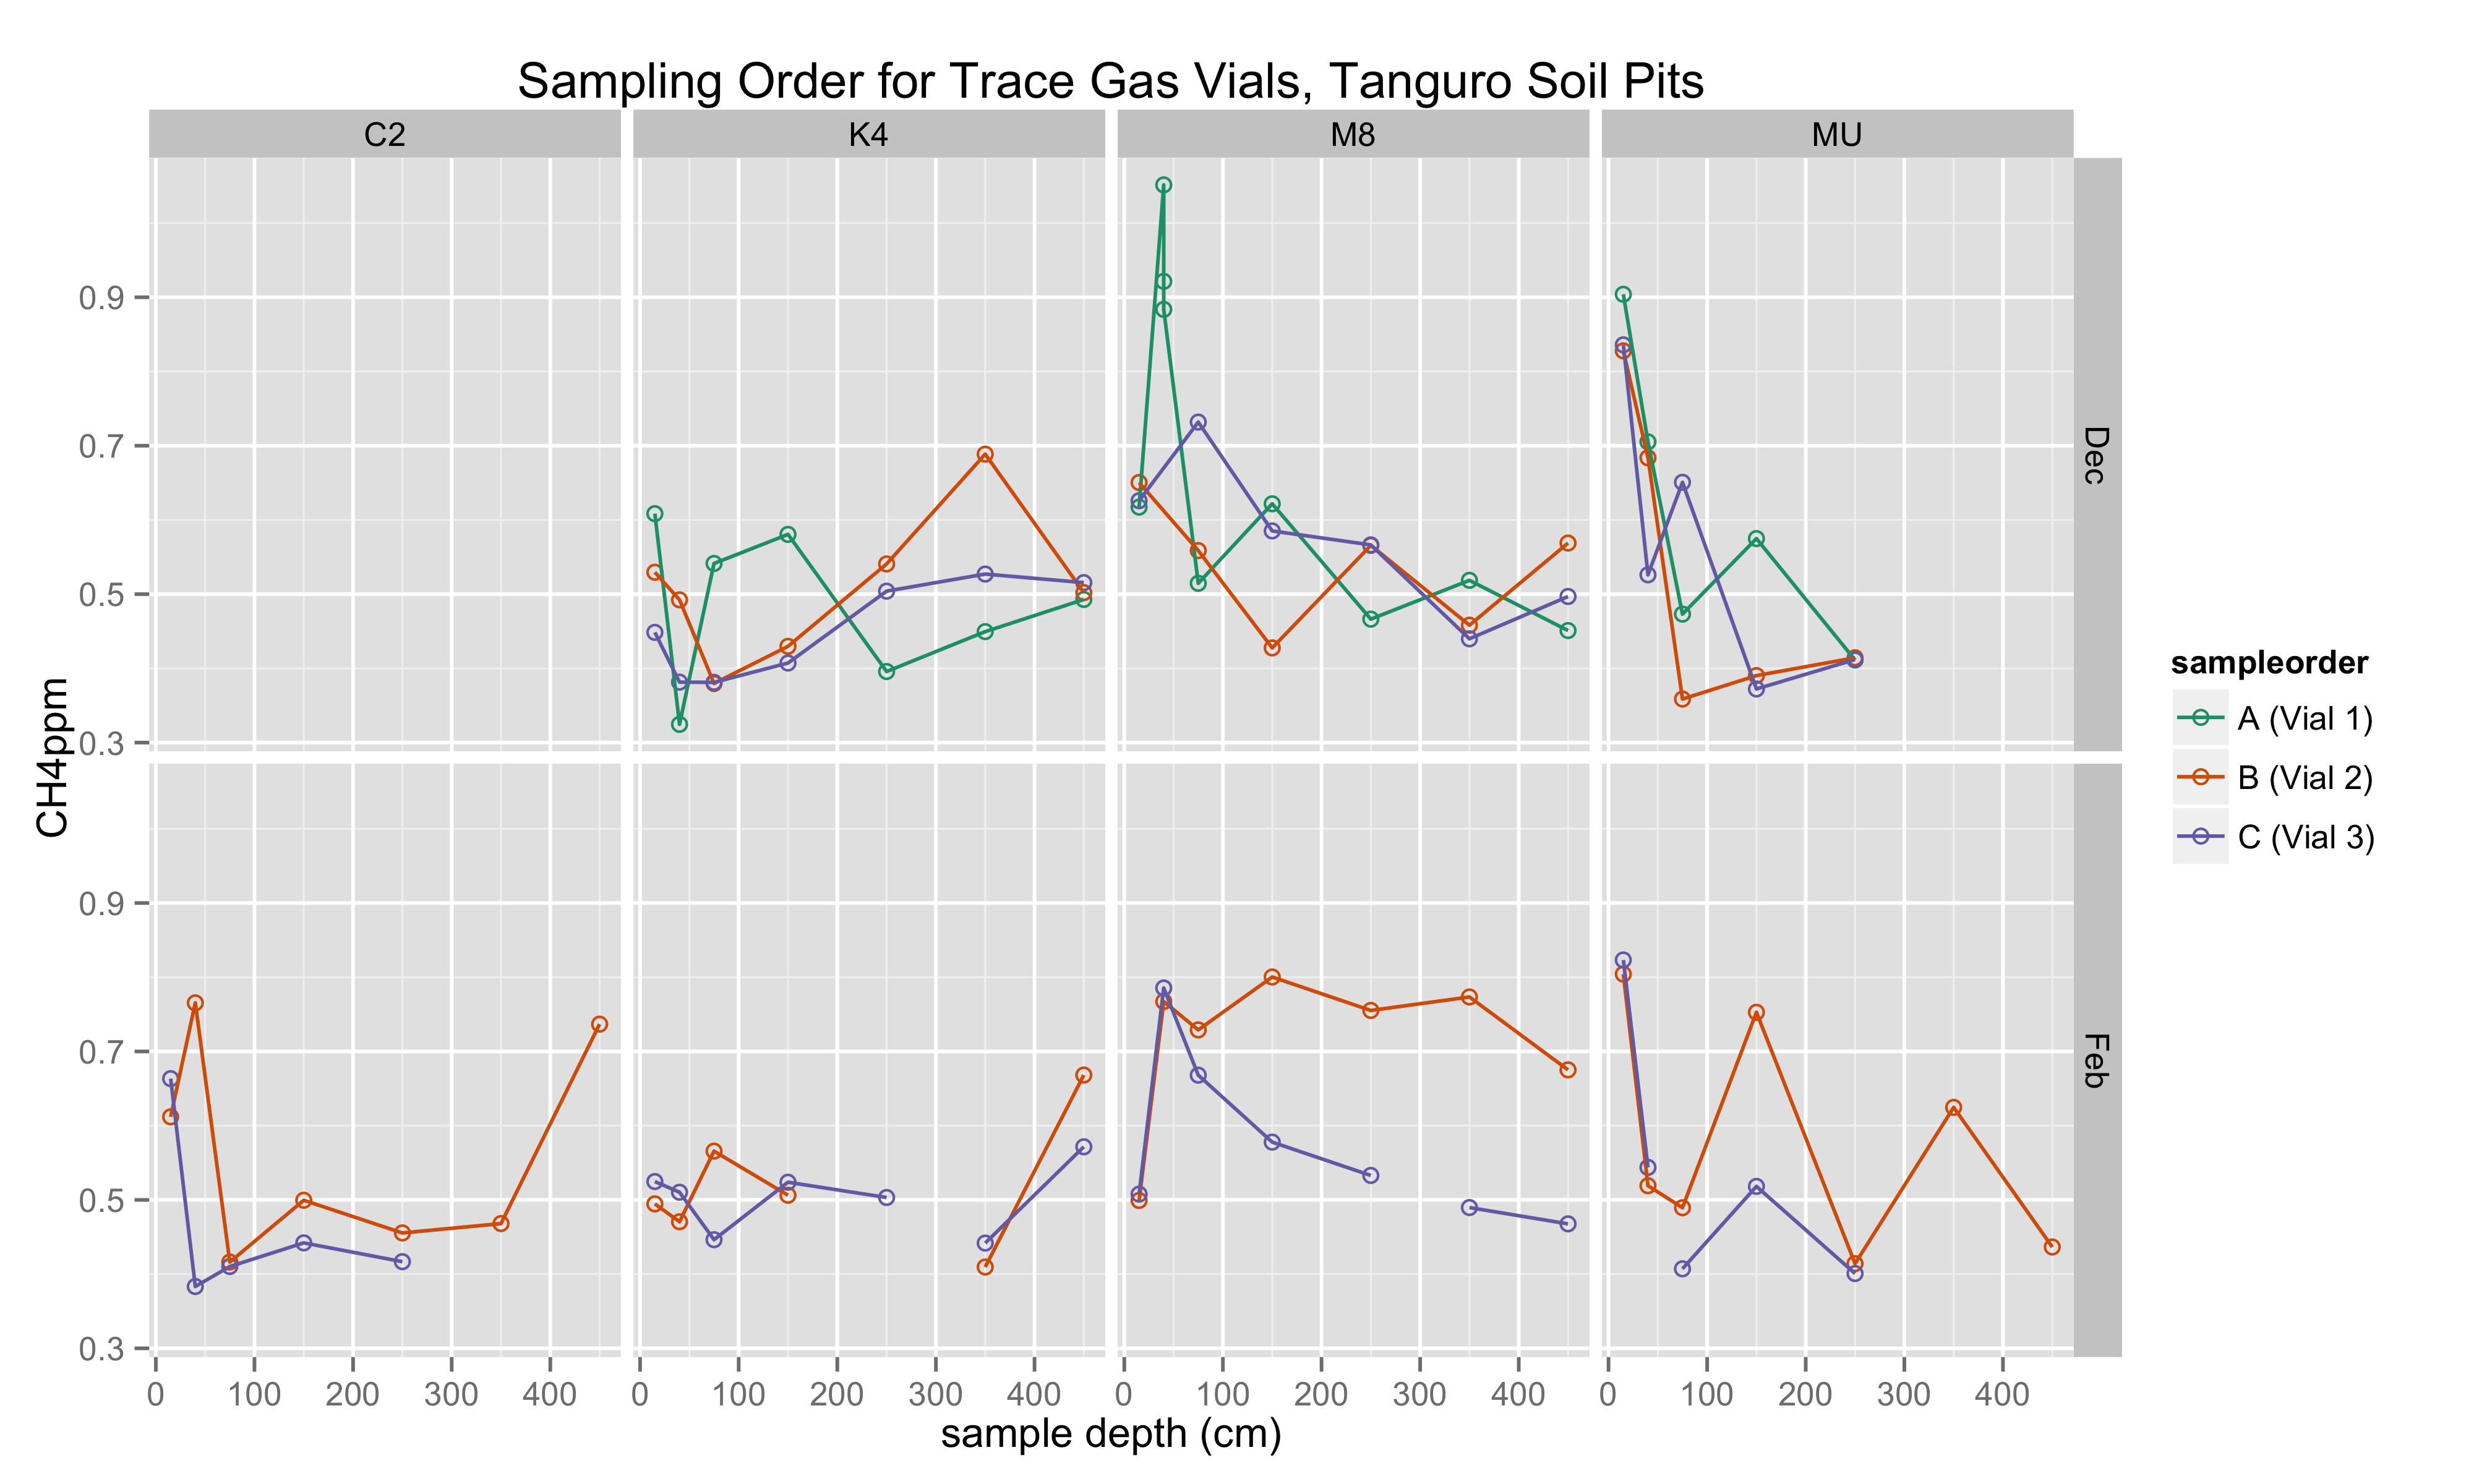 Sampling Order for Trace Gas Vials, Tanguro Soil Pits
C2 K4 M8 MU
0.9
0.7
0.5
0.3
Dec
0.9
0.7
0.5
0.3
Feb
CH4ppm
0 100 200 300 400 0 100 200 300 400 0 100 200 300 400 0 100 200 300 400
sample depth (cm)
sampleorder
A (Vial 1)
B (Vial 2)
C (Vial 3)